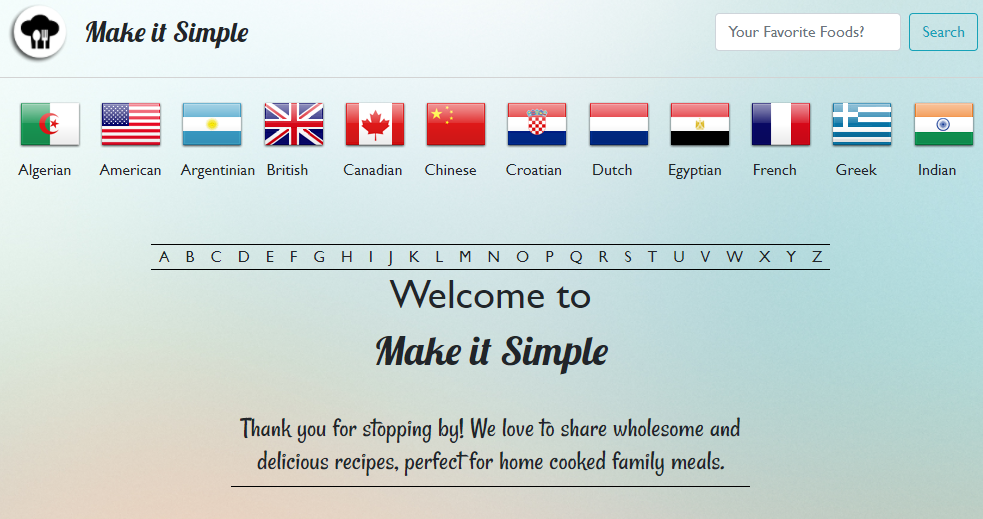 Make it Simple
Your Favorite Foods? Search
Algerian American Argentinian British Canadian Chinese Croatian Dutch Egyptian French Greek Indian
A B C D E F G H I J K L M N O P Q R S T U V W X Y Z
Welcome to
Make it Simple
Thank you for stopping by! We love to share wholesome and
delicious recipes, perfect for home cooked family meals.